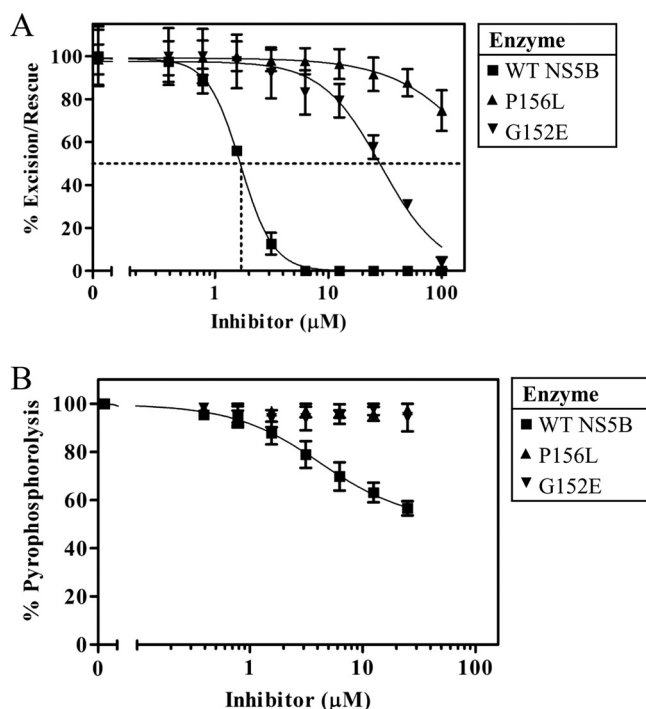 A
% Excision/Rescue
100
80
60
40
20
0
0 1 10 100
Inhibitor (μM)
Enzyme
WT NS5B
P156L
G152E
B
% Pyrophosphorolysis
100
80
60
40
20
0
0 1 10 100
Inhibitor (μM)
Enzyme
WT NS5B
P156L
G152E